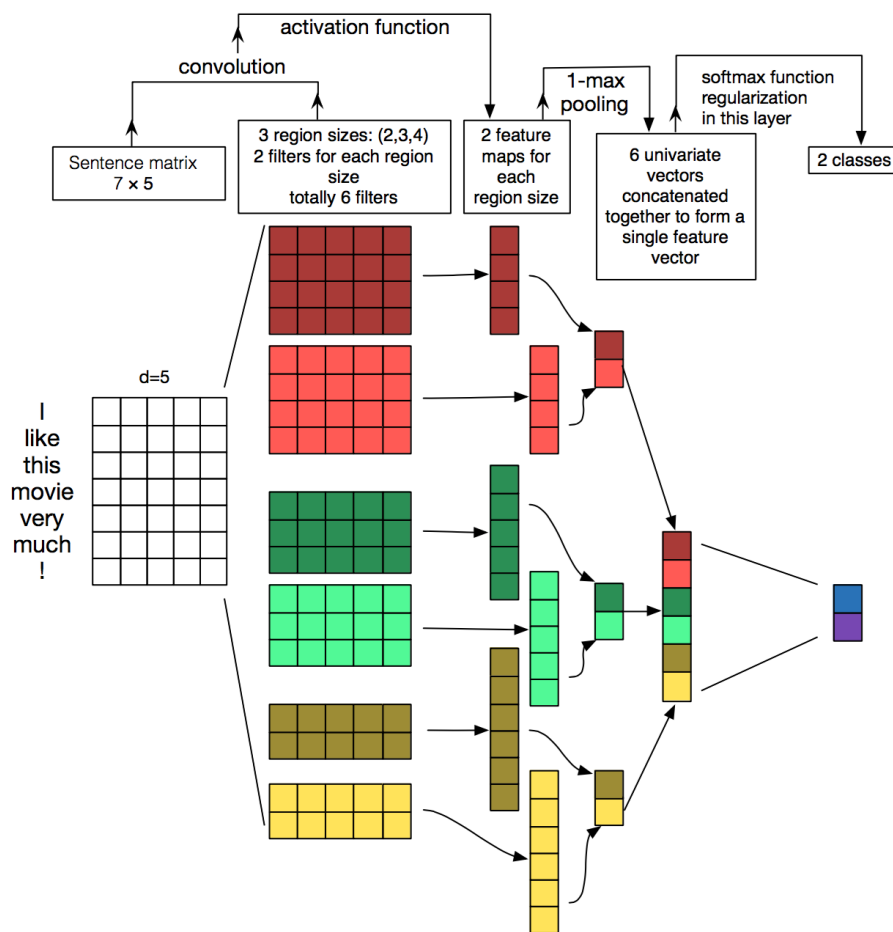 activation function
convolution
1-max
pooling
softmax function
regularization
in this layer
Sentence matrix
7 × 5
3 region sizes: (2,3,4)
2 filters for each region
size
totally 6 filters
2 feature
maps for
each
region size
6 univariate
vectors
concatenated
together to form a
single feature
vector
2 classes
d=5
I
like
this
movie
very
much
!